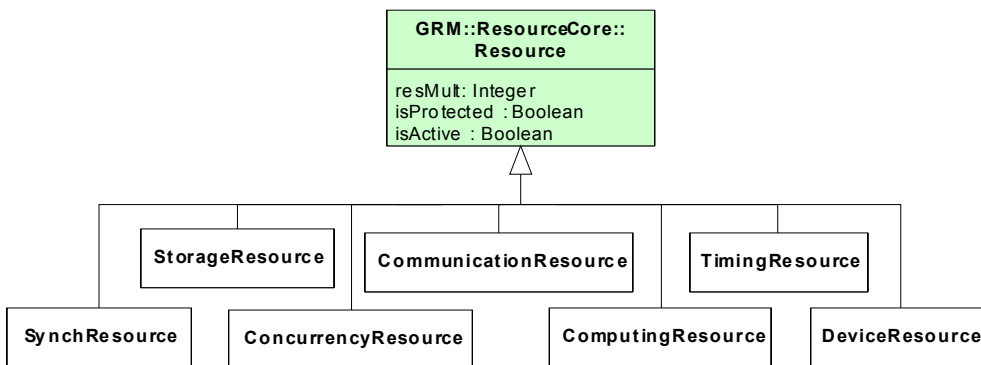 GRM::ResourceCore::
Resource
resMult: Integer
isProtected : Boolean
isActive : Boolean
StorageResource
CommunicationResource
TimingResource
SynchResource
ConcurrencyResource
ComputingResource
DeviceResource